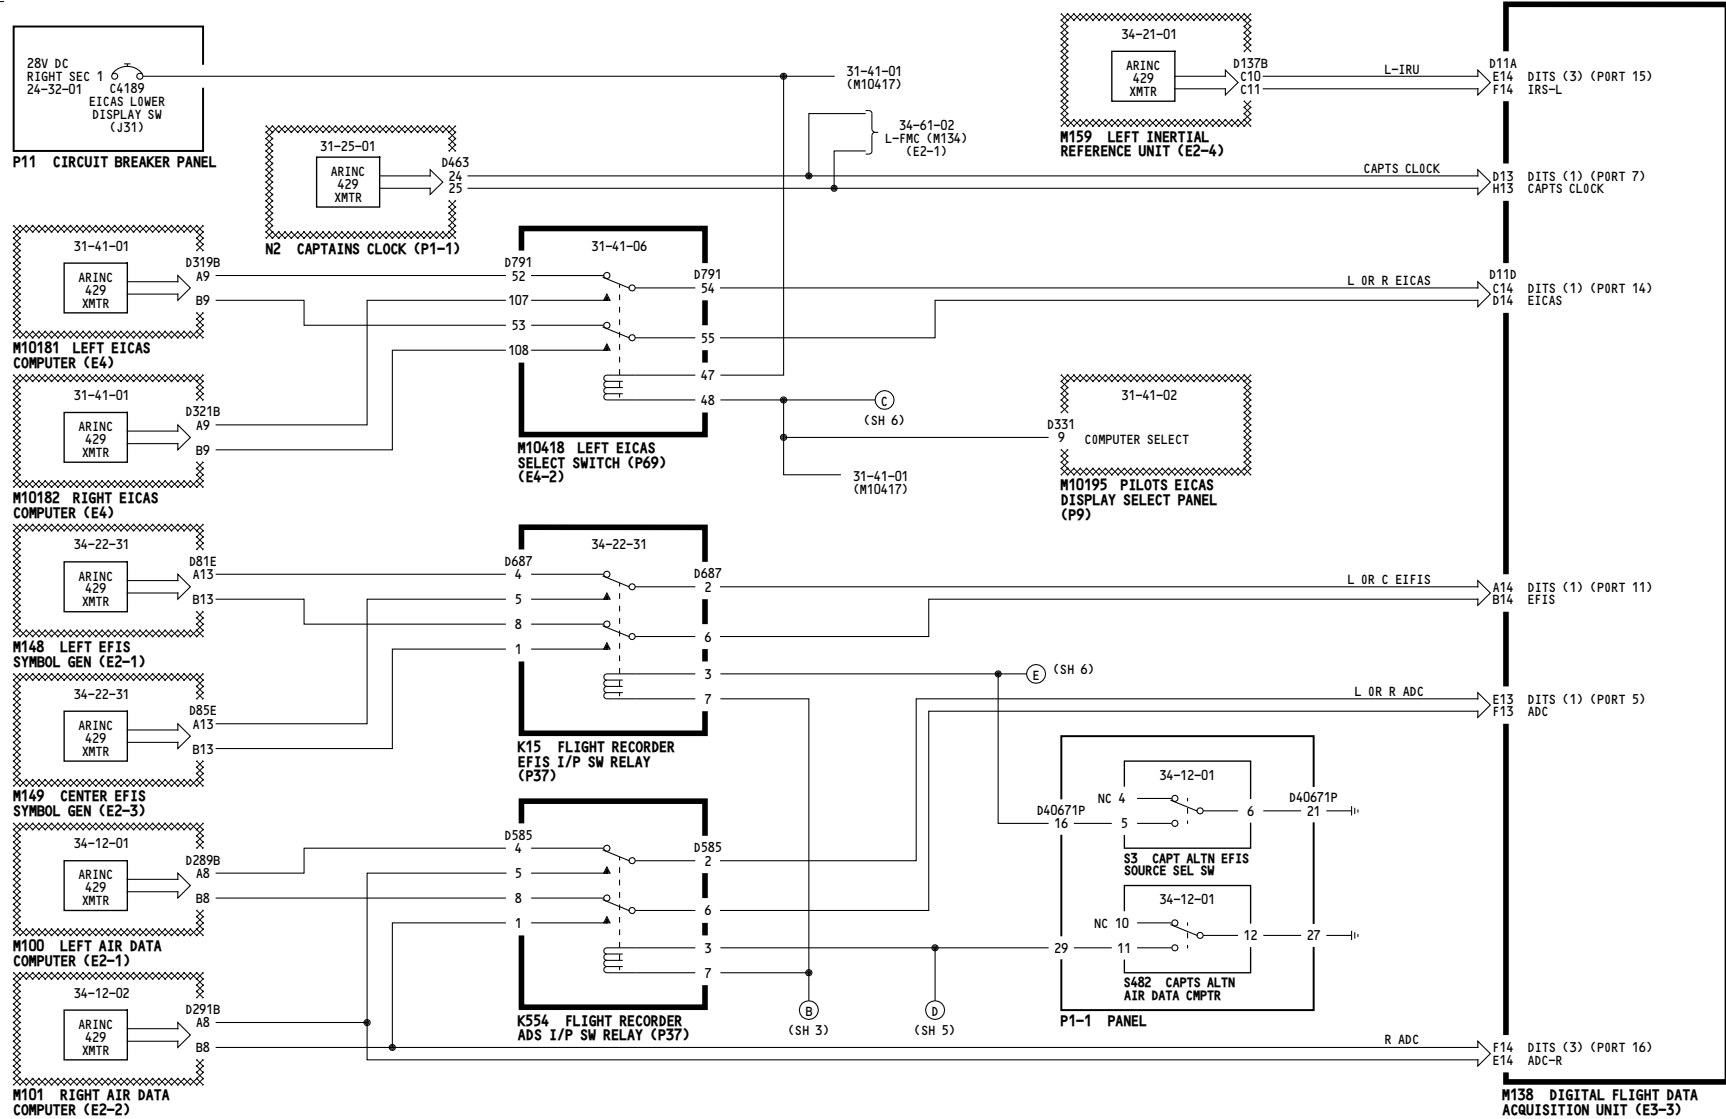 28V DC
RIGHT SEC 1
24-32-01
C4189
EICAS LOWER
DISPLAY SW
(J31)
P11 CIRCUIT BREAKER PANEL
31-41-01
(M10417)
34-61-02
L-FMC (M134)
(E2-1)
31-25-01
ARINC
429
XMTR
D463
24
25
N2 CAPTAINS CLOCK (P1-1)
34-21-01
ARINC
429
XMTR
D137B
C10
C11
M159 LEFT INERTIAL
REFERENCE UNIT (E2-4)
L-IRU
D11A
E14 DITS (3) (PORT 15)
F14 IRS-L
CAPTS CLOCK
D13 DITS (1) (PORT 7)
H13 CAPTS CLOCK
31-41-01
ARINC
429
XMTR
D319B
A9
B9
M10181 LEFT EICAS
COMPUTER (E4)
31-41-01
ARINC
429
XMTR
D321B
A9
B9
M10182 RIGHT EICAS
COMPUTER (E4)
31-41-06
D791
52
107
53
108
D791
54
55
47
48
M10418 LEFT EICAS
SELECT SWITCH (P69)
(E4-2)
L OR R EICAS
D11D
C14 DITS (1) (PORT 14)
D14 EICAS
C
(SH 6)
31-41-01
(M10417)
31-41-02
D331
9 COMPUTER SELECT
M10195 PILOTS EICAS
DISPLAY SELECT PANEL
(P9)
34-22-31
ARINC
429
XMTR
D81E
A13
B13
M148 LEFT EFIS
SYMBOL GEN (E2-1)
34-22-31
ARINC
429
XMTR
D85E
A13
B13
M149 CENTER EFIS
SYMBOL GEN (E2-3)
34-22-31
D687
4
5
8
1
D687
2
6
3
7
K15 FLIGHT RECORDER
EFIS I/P SW RELAY
(P37)
L OR C EIFIS
A14 DITS (1) (PORT 11)
B14 EFIS
E (SH 6)
L OR R ADC
E13 DITS (1) (PORT 5)
F13 ADC
34-12-01
ARINC
429
XMTR
D289B
A8
B8
M100 LEFT AIR DATA
COMPUTER (E2-1)
34-12-02
ARINC
429
XMTR
D291B
A8
B8
M101 RIGHT AIR DATA
COMPUTER (E2-2)
D585
4
5
8
1
D585
2
6
3
7
K554 FLIGHT RECORDER
ADS I/P SW RELAY (P37)
B
(SH 3)
D
(SH 5)
34-12-01
NC 4
D40671P
16
5
6
D40671P
21
S3 CAPT ALTN EFIS
SOURCE SEL SW
34-12-01
NC 10
29
11
12
27
S482 CAPTS ALTN
AIR DATA CMPTR
P1-1 PANEL
R ADC
F14 DITS (3) (PORT 16)
E14 ADC-R
M138 DIGITAL FLIGHT DATA
ACQUISITION UNIT (E3-3)